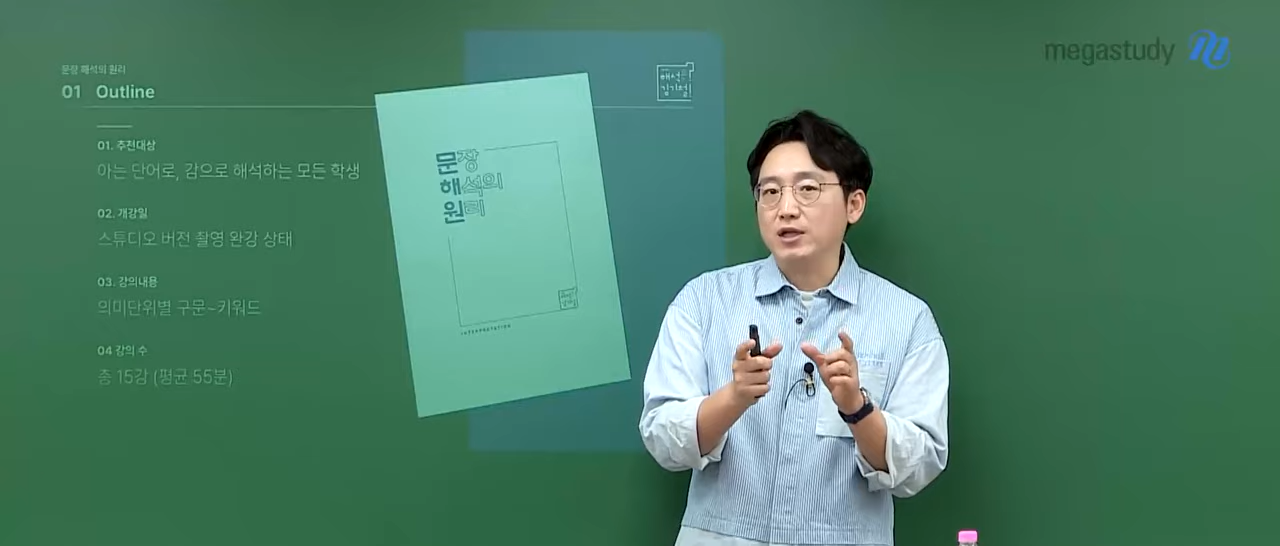 문장 해석의 원리
01 Outline
01. 추천대상
아는 단어로, 감으로 해석하는 모든 학생
02. 개강일
스튜디오 버전 촬영 완강 상태
03. 강의내용
의미단위별 구문~키워드
04 강의 수
총 15강 (평균 55분)
문장
해석의
원리
INTERPRETATION
megastudy